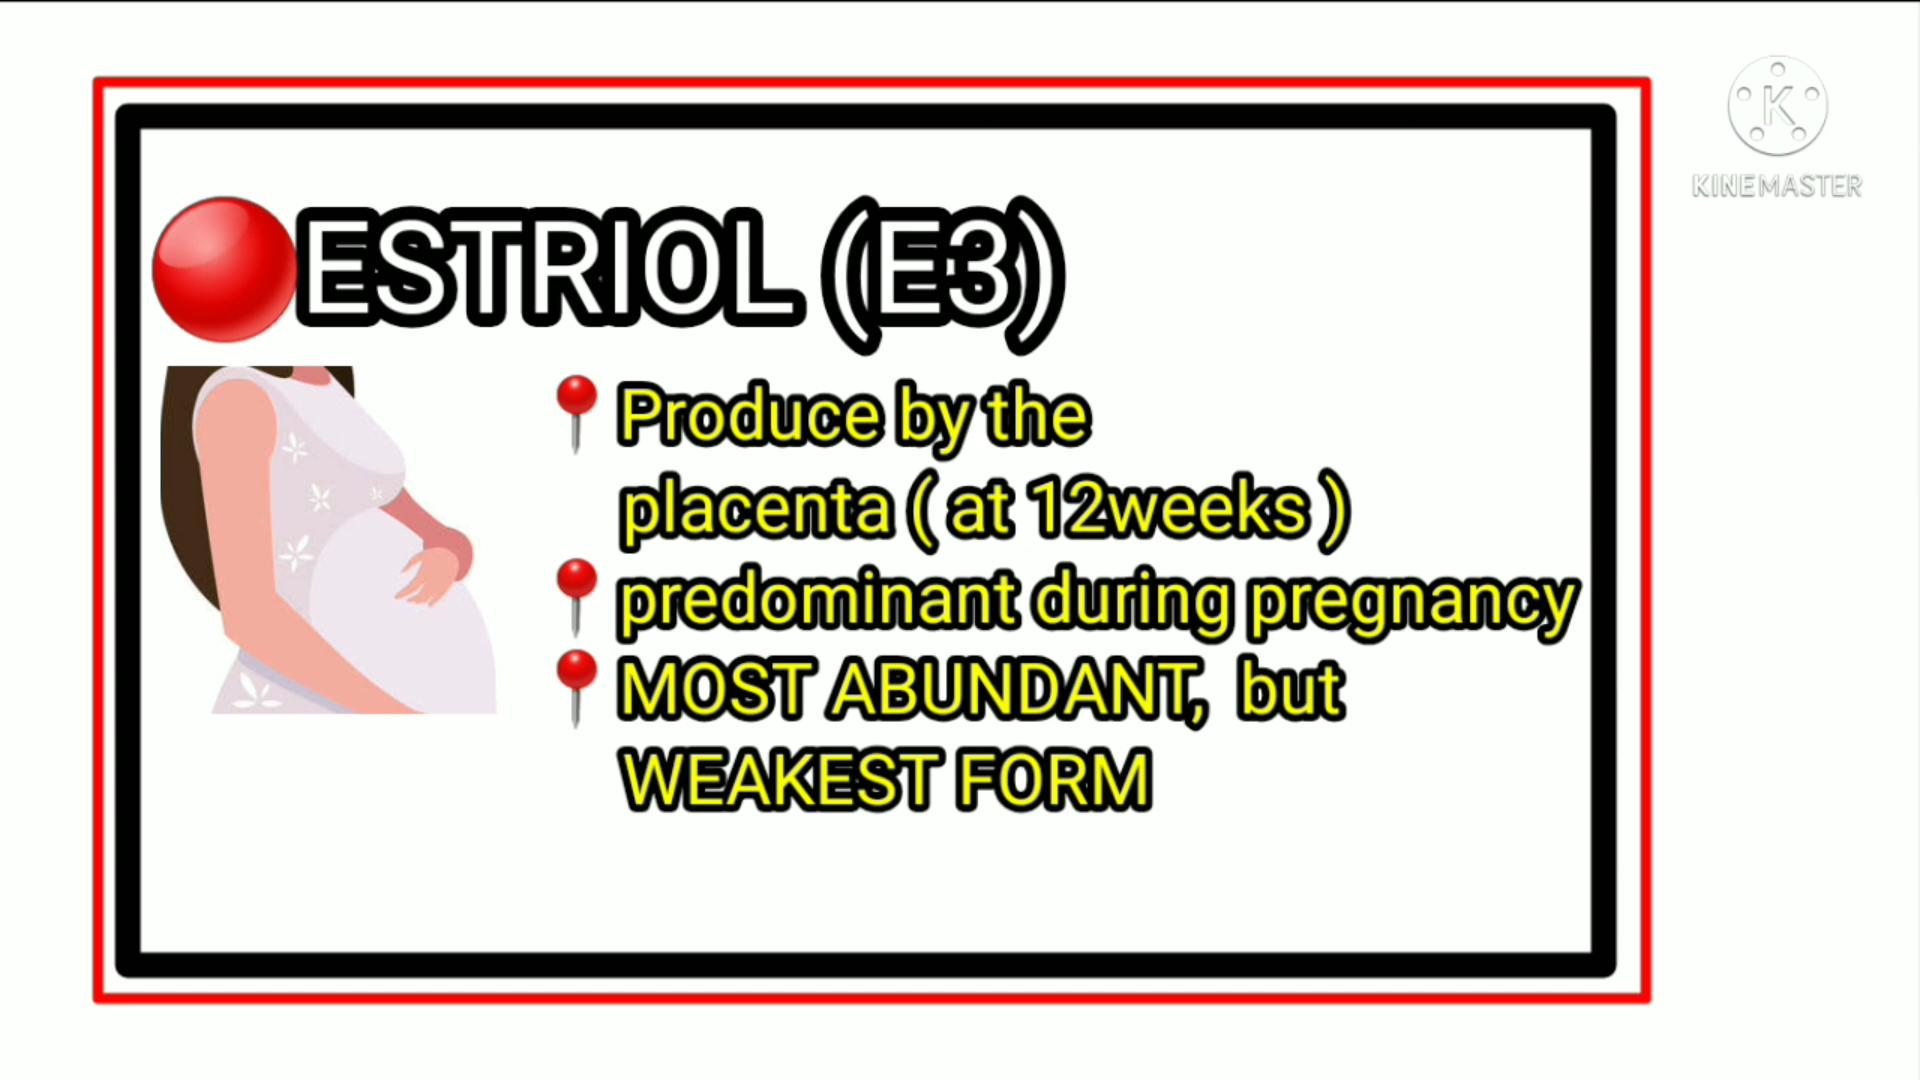 K
KINEMASTER
ESTRIOL (E3)
Produce by the
placenta ( at 12weeks )
predominant during pregnancy
MOST ABUNDANT, but
WEAKEST FORM